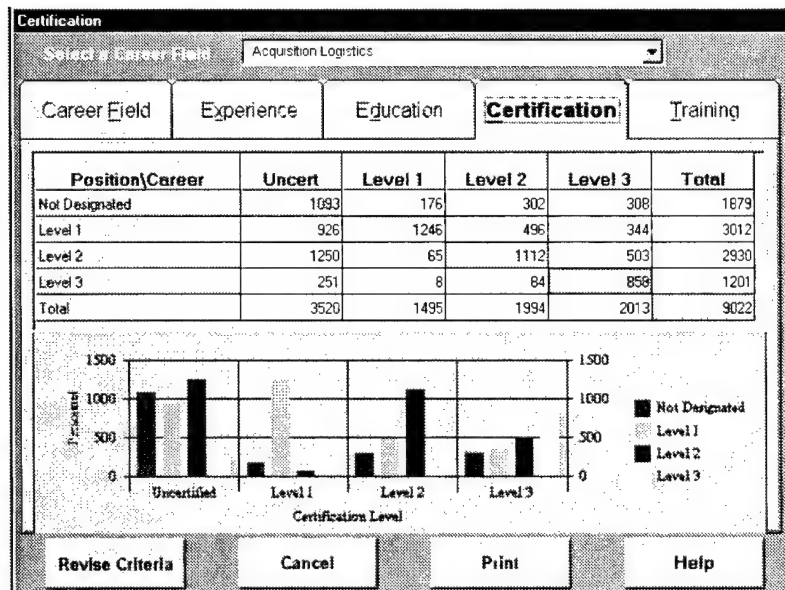 Certification
Select a Career Field Acquisition Logistics
Career Field Experience Education Certification Training
Position\Career Uncert Level 1 Level 2 Level 3 Total
Not Designated 1093 176 302 308 1879
Level 1 926 1246 496 344 3012
Level 2 1250 65 1112 503 2930
Level 3 251 8 84 858 1201
Total 3520 1495 1994 2013 9022
1500 1500
1000 1000
500 500
0 0
Personnel
Uncertified Level 1 Level 2 Level 3
Certification Level
Not Designated
Level 1
Level 2
Level 3
Revise Criteria Cancel Print Help